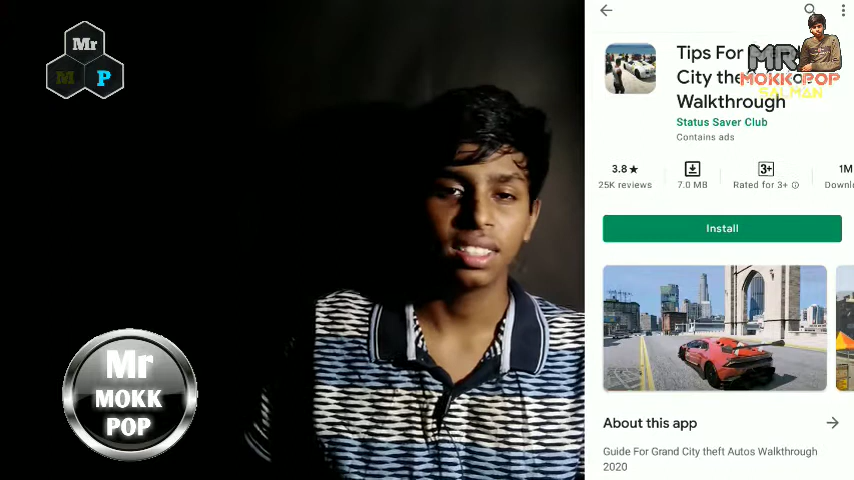 Mr
M P
Mr
MOKK
POP
Tips For
City the
Walkthrough
MR
MOKK POP
SALMAN
Status Saver Club
Contains ads
3.8★
25K reviews
7.0 MB
3+
Rated for 3+
1M
Downlo
Install
About this app
Guide For Grand City theft Autos Walkthrough
2020